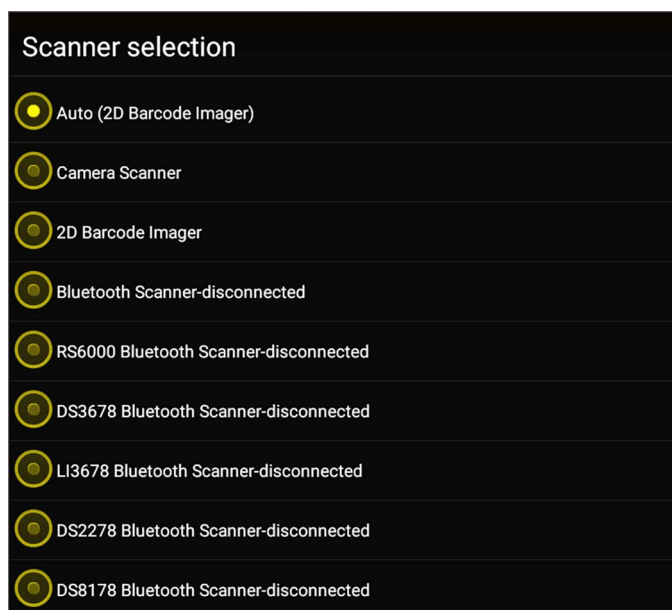 Scanner selection
Auto (2D Barcode Imager)
Camera Scanner
2D Barcode Imager
Bluetooth Scanner-disconnected
RS6000 Bluetooth Scanner-disconnected
DS3678 Bluetooth Scanner-disconnected
LI3678 Bluetooth Scanner-disconnected
DS2278 Bluetooth Scanner-disconnected
DS8178 Bluetooth Scanner-disconnected